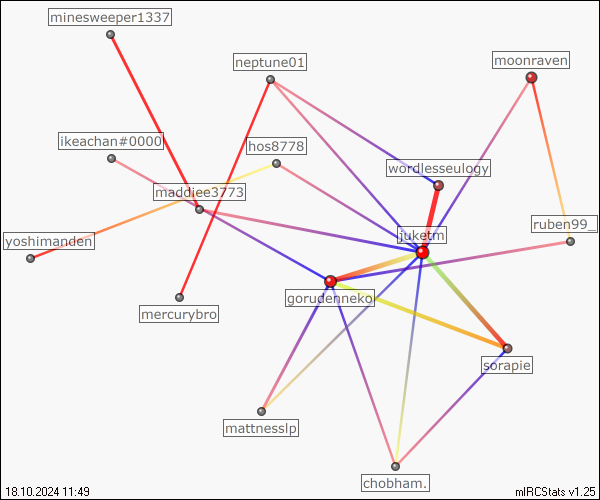 minesweeper1337
neptune01
moonraven
ikeachan#0000
hos8778
wordlesseulogy
maddiee3773
ruben99_
juketm
yoshimanden
gorudenneko
mercurybro
sorapie
mattnesslp
chobham.
18.10.2024 11:49
mIRCStats v1.25